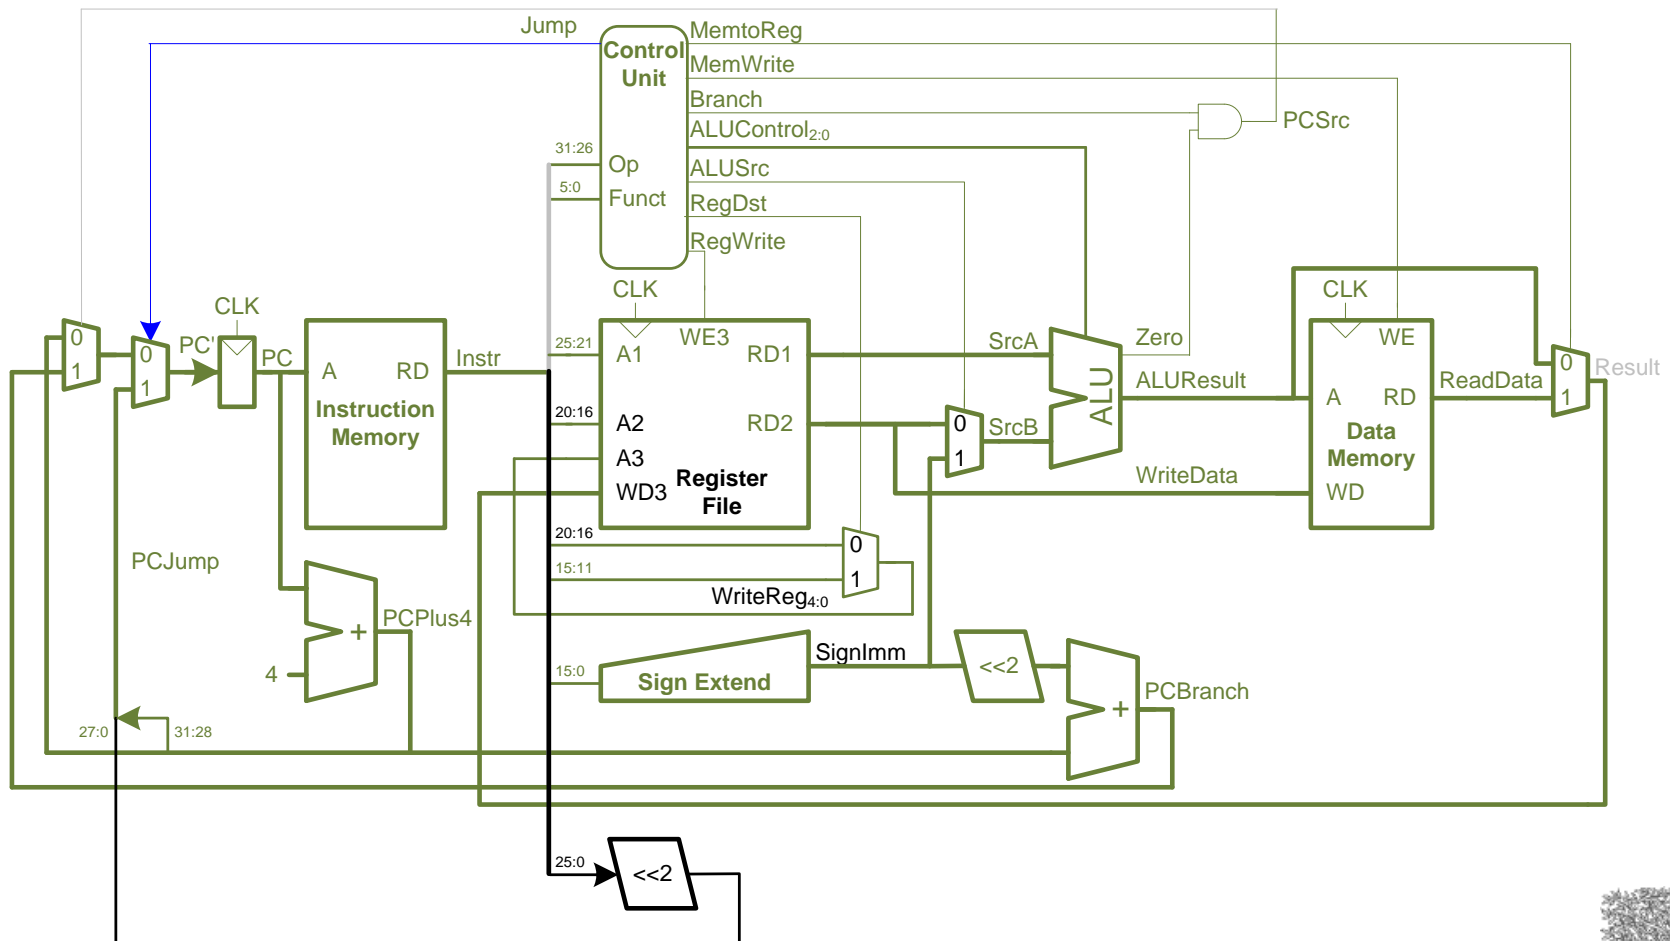 Jump
MemtoReg
Control
Unit
MemWrite
Branch
PCSrc
ALUControl2:0
31:26
Op
ALUSrc
5:0
Funct
RegDst
RegWrite
CLK
CLK
CLK
0
1
PC'
0
1
PC
A
RD
Instr
Instruction
Memory
25:21
A1
WE3
RD1
SrcA
Zero
WE
0
1
Result
20:16
A2
RD2
0
1
SrcB
ALU
ALUResult
A
RD
ReadData
Data
Memory
A3
WD3
Register
File
WriteData
WD
20:16
0
15:11
1
WriteReg4:0
PCJump
PCPlus4
+
4
15:0
Sign Extend
SignImm
<<2
+
PCBranch
27:0
31:28
25:0
<<2